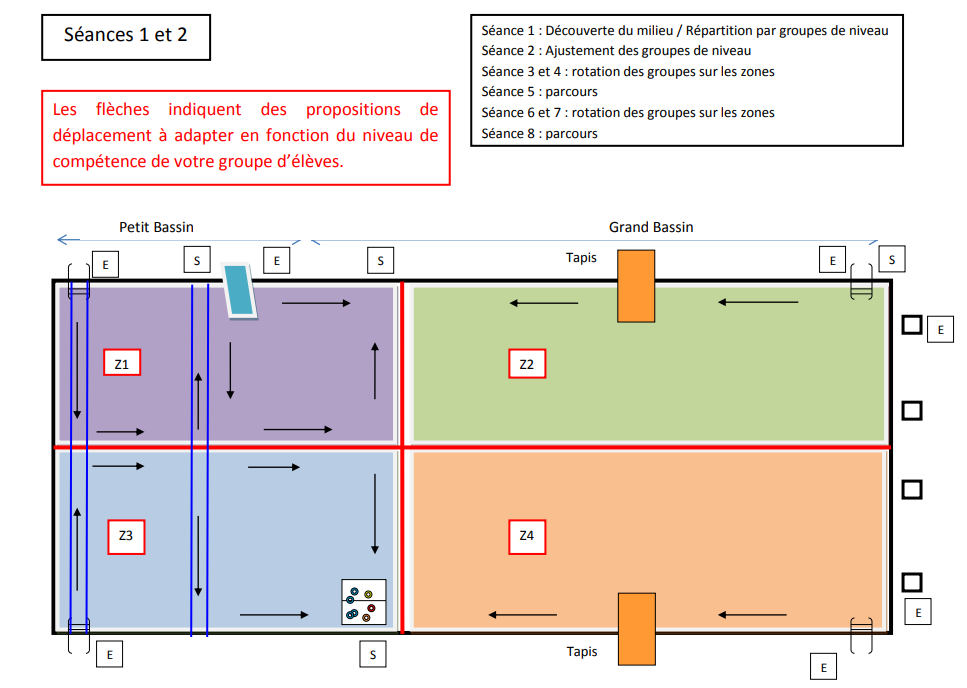 Séances 1 et 2
Séance 1 : Découverte du milieu / Répartition par groupes de niveau
Séance 2 : Ajustement des groupes de niveau
Séance 3 et 4 : rotation des groupes sur les zones
Séance 5 : parcours
Séance 6 et 7 : rotation des groupes sur les zones
Séance 8 : parcours
Les flèches indiquent des propositions de
déplacement à adapter en fonction du niveau de
compétence de votre groupe d'élèves.
Petit Bassin
Grand Bassin
E
S
E
S
Tapis
E
S
E
Z1
Z2
Z3
Z4
E
E
S
Tapis
E